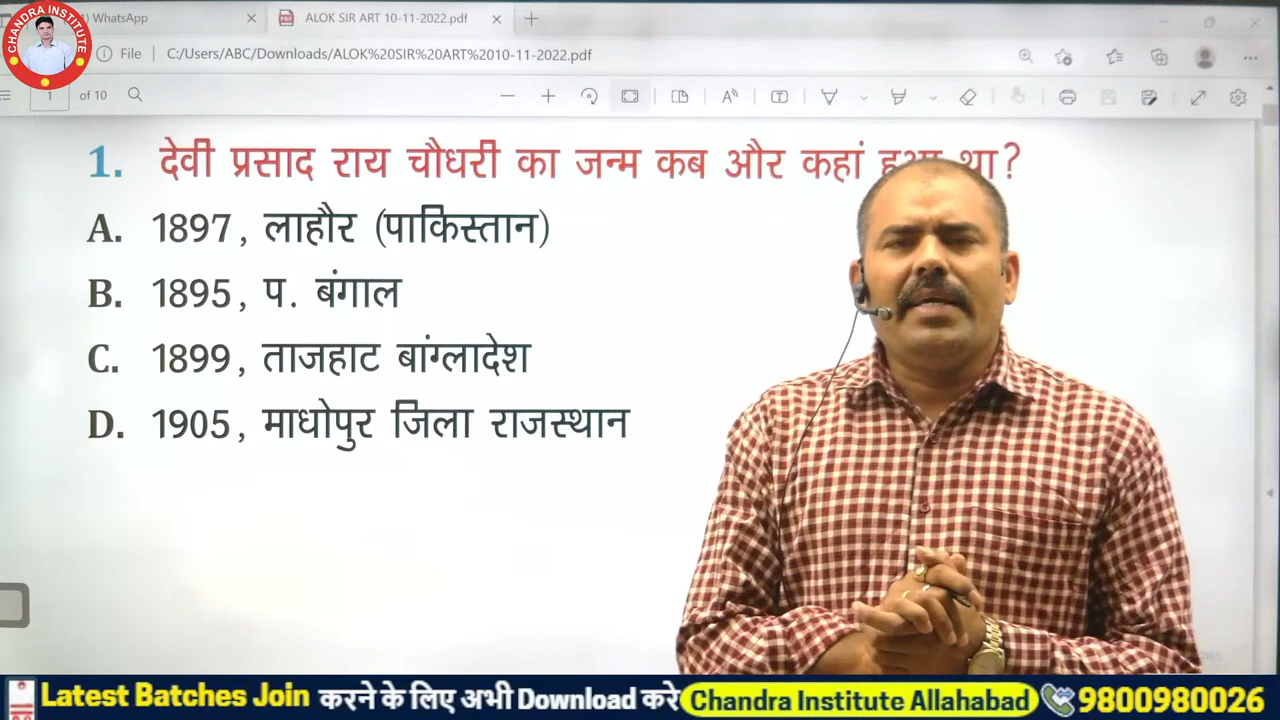 CHANDRA INSTITUTE
WhatsApp
ALOK SIR ART 10-11-2022.pdf
File
C:/Users/ABC/Downloads/ALOK%20SIR%20ART%2010-11-2022.pdf
1 of 10
1. देवी प्रसाद राय चौधरी का जन्म कब और कहां हुआ था?
A. 1897, लाहौर (पाकिस्तान)
B. 1895, प. बंगाल
C. 1899, ताजहाट बांग्लादेश
D. 1905, माधोपुर जिला राजस्थान
Latest Batches Join करने के लिए अभी Download करे Chandra Institute Allahabad 9800980026